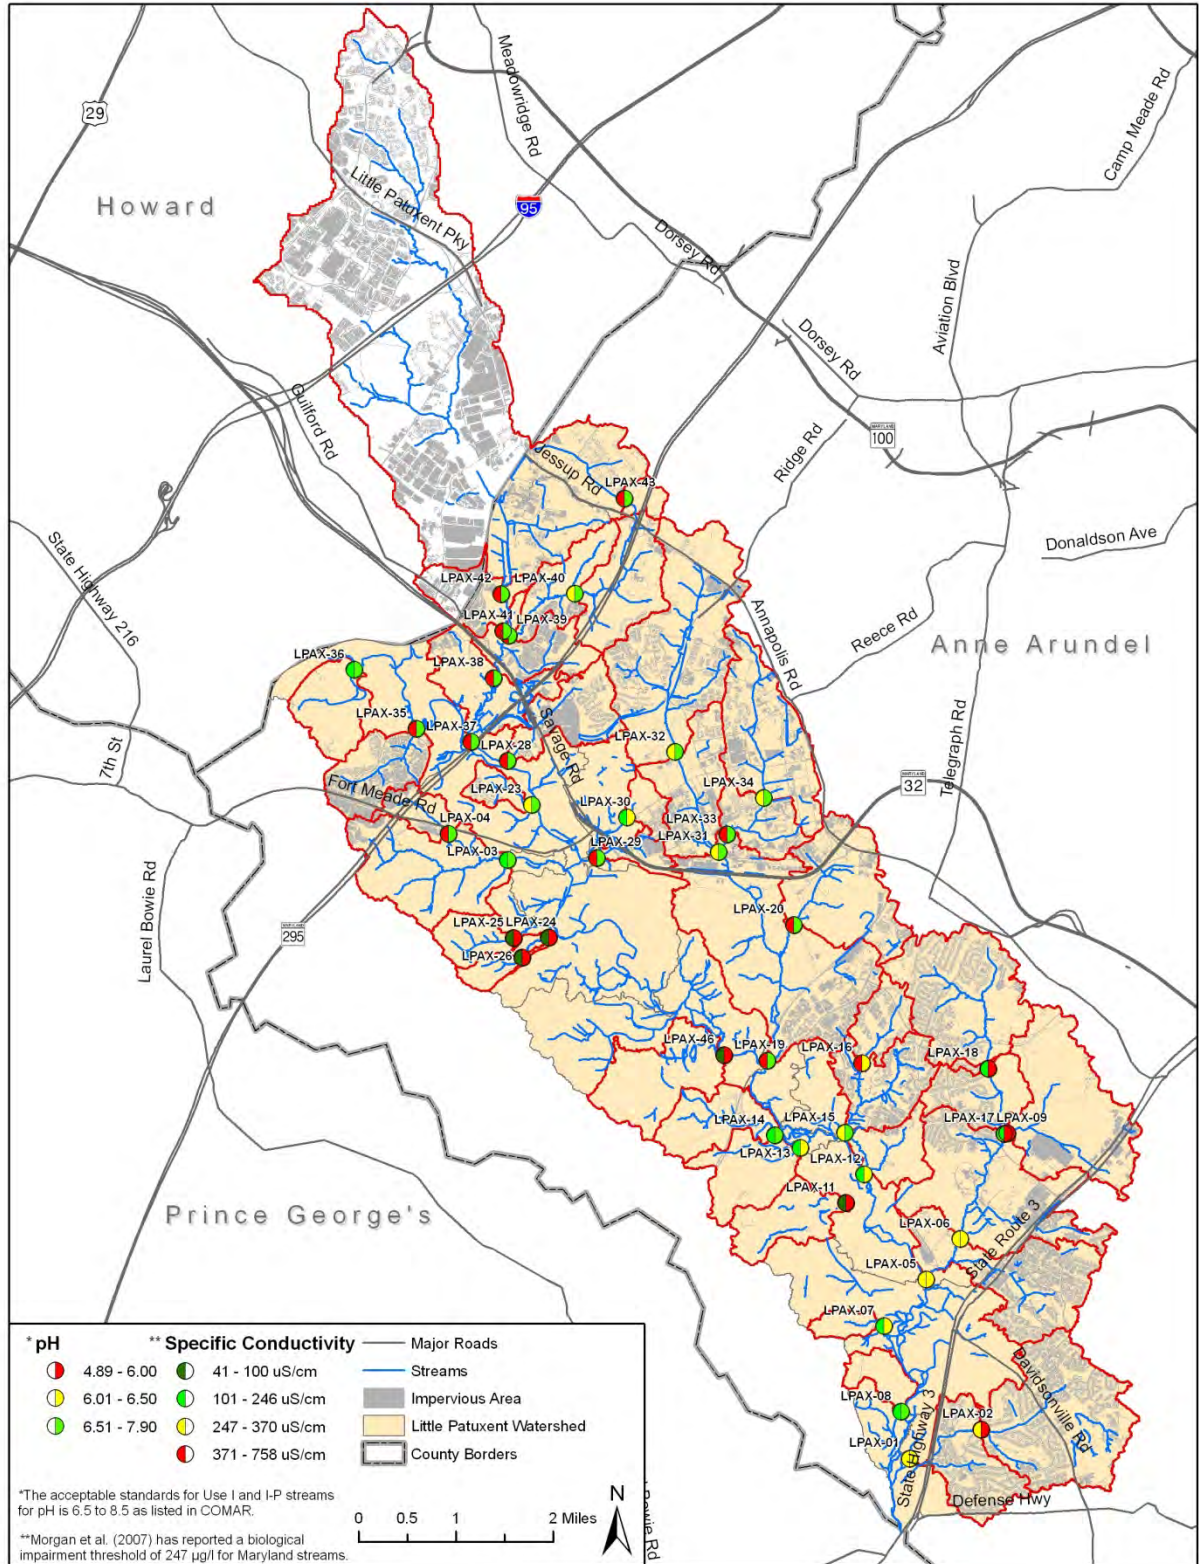 Meadowridge Rd
29
Camp Meade Rd
Howard
Little Patuxent Pky
95
Dorsey Rd
Aviation Blvd
Dorsey Rd
Guilford Rd
MARYLAND
100
Ridge Rd
Jessup Rd
LPAX-43
Donaldson Ave
State Highway 216
LPAX-42
LPAX-40
LPAX-41
LPAX-39
Annapolis Rd
Reece Rd
Anne Arundel
LPAX-36
LPAX-38
LPAX-35
LPAX-37
Savage Rd
LPAX-28
LPAX-32
7th St
Telegraph Rd
MARYLAND
32
Fort Meade Rd
LPAX-23
LPAX-34
LPAX-30
LPAX-04
LPAX-33
LPAX-31
LPAX-03
LPAX-29
Laurel Bowie Rd
LPAX-20
LPAX-25
LPAX-24
MARYLAND
295
LPAX-26
LPAX-46
LPAX-19
LPAX-16
LPAX-18
LPAX-14
LPAX-15
LPAX-17
LPAX-09
LPAX-13
LPAX-12
LPAX-11
Prince George's
LPAX-06
State Route 3
LPAX-05
LPAX-07
Davidsonville Rd
LPAX-08
LPAX-02
State Highway 3
LPAX-01
Defense Hwy
Bowie Rd
* pH
4.89 - 6.00
6.01 - 6.50
6.51 - 7.90
** Specific Conductivity
41 - 100 uS/cm
101 - 246 uS/cm
247 - 370 uS/cm
371 - 758 uS/cm
Major Roads
Streams
Impervious Area
Little Patuxent Watershed
County Borders
*The acceptable standards for Use I and I-P streams
for pH is 6.5 to 8.5 as listed in COMAR.
**Morgan et al. (2007) has reported a biological
impairment threshold of 247 µg/l for Maryland streams.
0 0.5 1 2 Miles
N